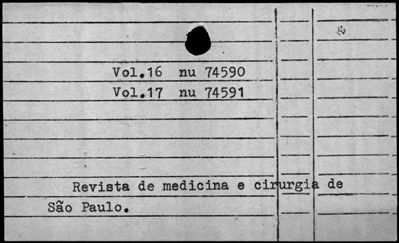 Vol.16 nu 74590
Vol.17 nu 74591
Revista de medicina e cirurgia de
São Paulo.